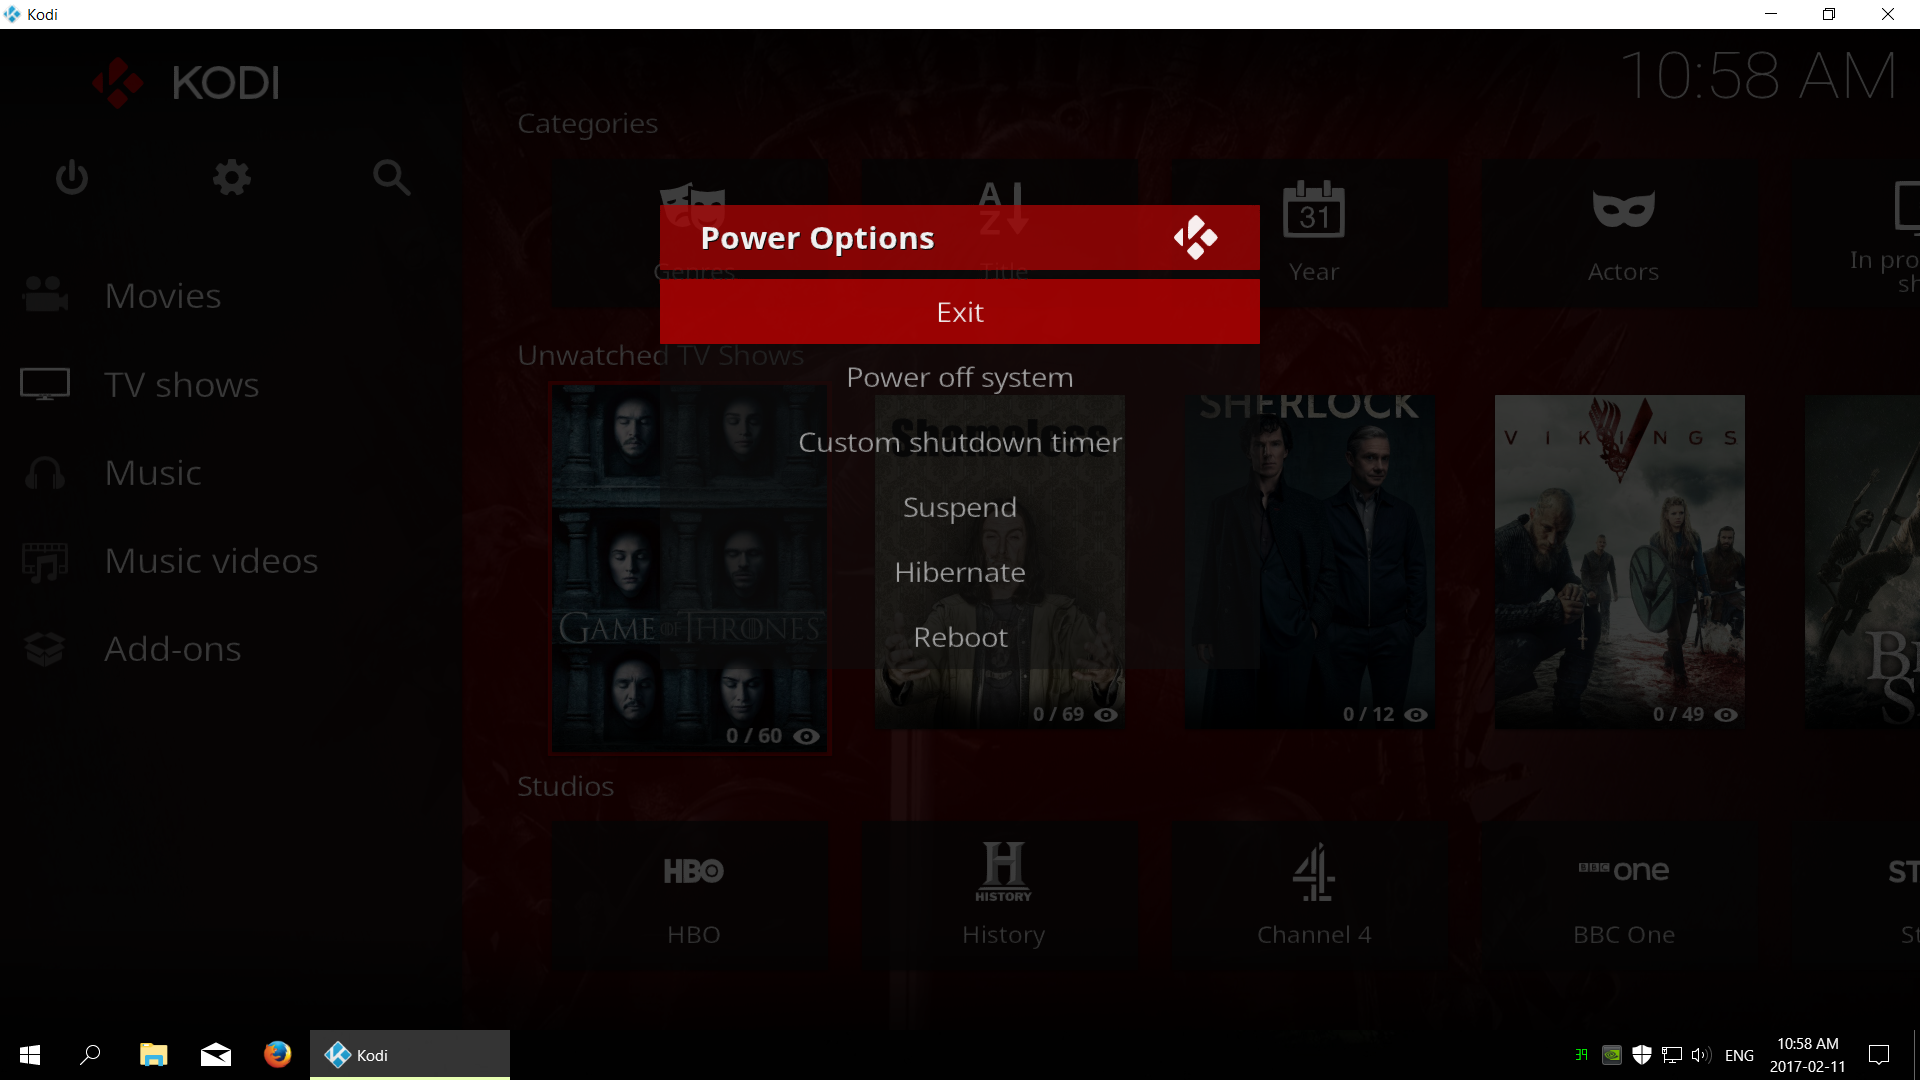 Kodi
KODI
10:58 AM
Categories
A
Z
31
Genres
Title
Year
Actors
In pro
sh
Power Options
Exit
Power off system
Custom shutdown timer
Suspend
Hibernate
Reboot
Movies
TV shows
Music
Music videos
Add-ons
Unwatched TV Shows
GAME OF THRONES
0 / 60
Shameless
0 / 69
SHERLOCK
0 / 12
VIKINGS
0 / 49
B
S
Studios
HBO
HBO
H
HISTORY
History
4
Channel 4
BBC one
BBC One
ST
St
Kodi
39
ENG
10:58 AM
2017-02-11